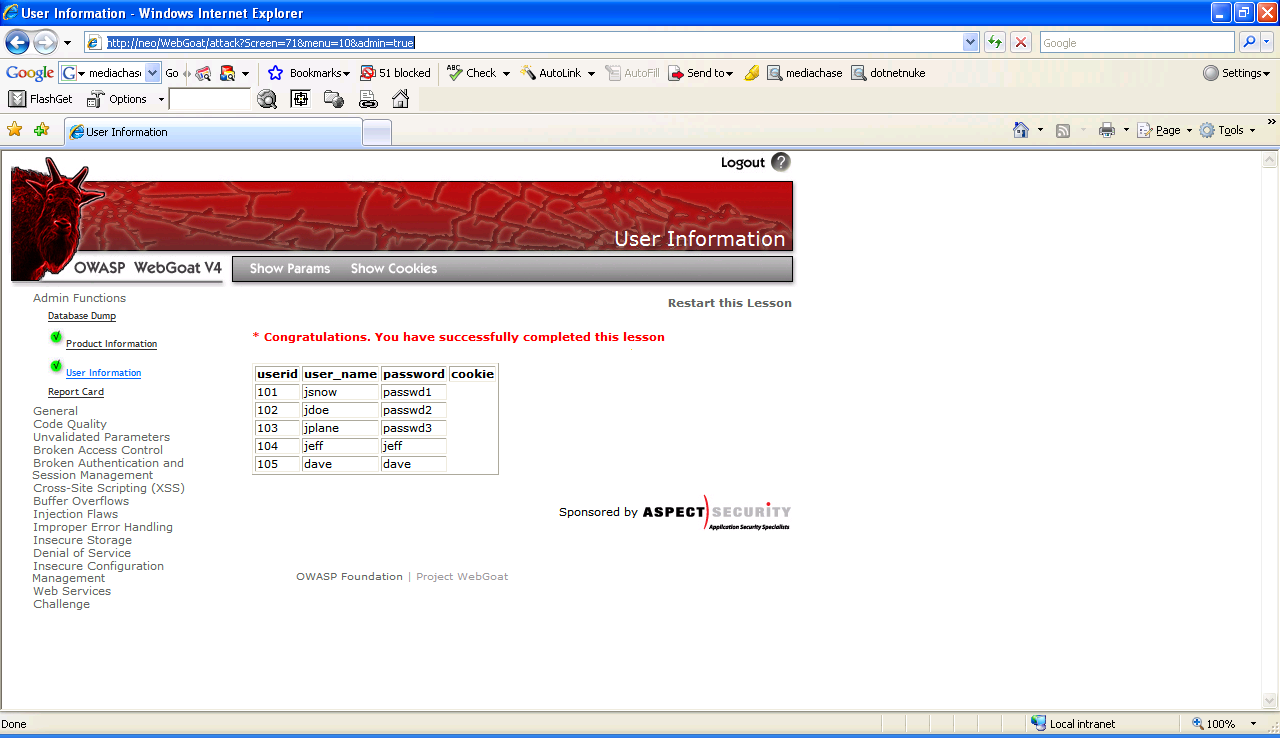 User Information - Windows Internet Explorer
http://neo/WebGoat/attack?Screen=71&menu=10&admin=true
Google
Google G mediachas Go Bookmarks 51 blocked ABC Check AutoLink AutoFill Send to mediachase dotnetnuke Settings
FlashGet Options
User Information
Page Tools
Logout ?
User Information
OWASP WebGoat V4
Show Params Show Cookies
Admin Functions
Database Dump
Product Information
User Information
Report Card
General
Code Quality
Unvalidated Parameters
Broken Access Control
Broken Authentication and
Session Management
Cross-Site Scripting (XSS)
Buffer Overflows
Injection Flaws
Improper Error Handling
Insecure Storage
Denial of Service
Insecure Configuration
Management
Web Services
Challenge
Restart this Lesson
* Congratulations. You have successfully completed this lesson
userid user_name password cookie
101 jsnow passwd1
102 jdoe passwd2
103 jplane passwd3
104 jeff jeff
105 dave dave
Sponsored by ASPECT)SECURITY
Application Security Specialists
OWASP Foundation | Project WebGoat
Done
Local intranet
100%